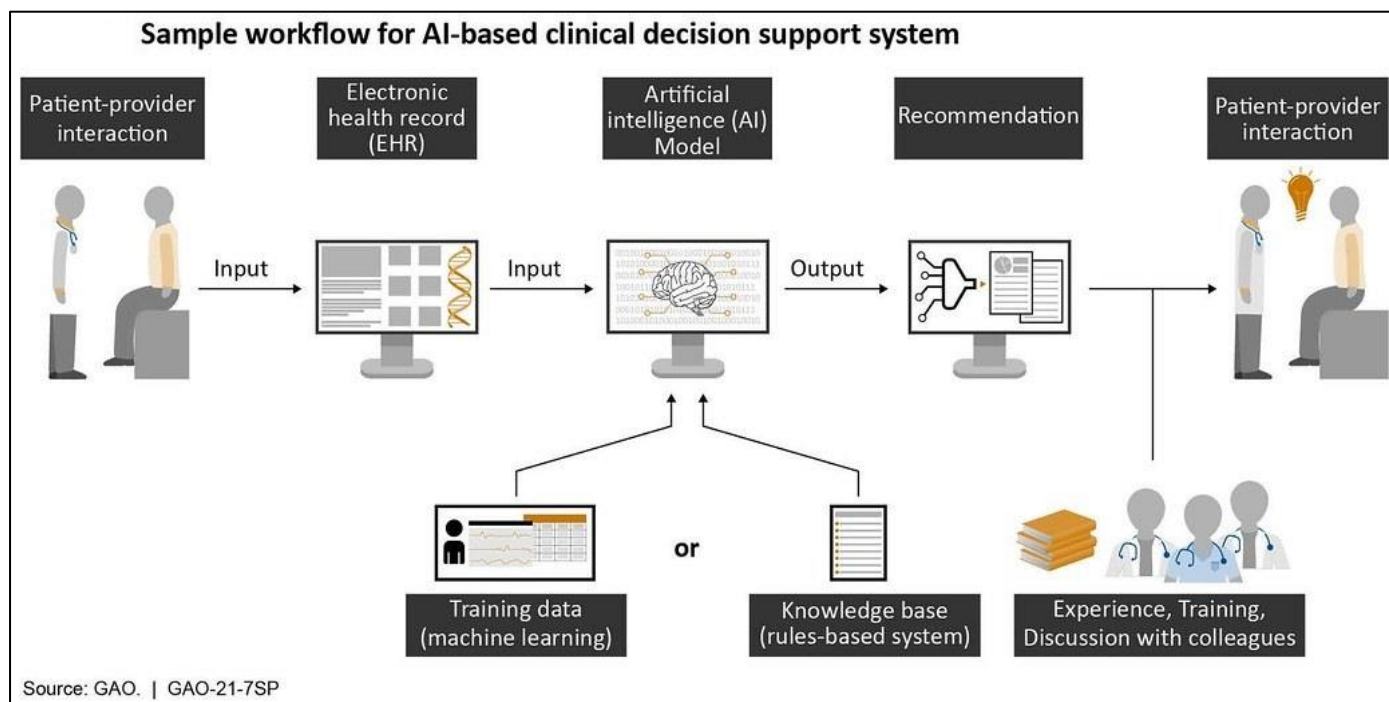 Sample workflow for AI-based clinical decision support system
Patient-provider
interaction
Electronic
health record
(EHR)
Artificial
intelligence (AI)
Model
Recommendation
Patient-provider
interaction
Input
Input
Output
or
Training data
(machine learning)
Knowledge base
(rules-based system)
Experience, Training,
Discussion with colleagues
Source: GAO. | GAO-21-7SP